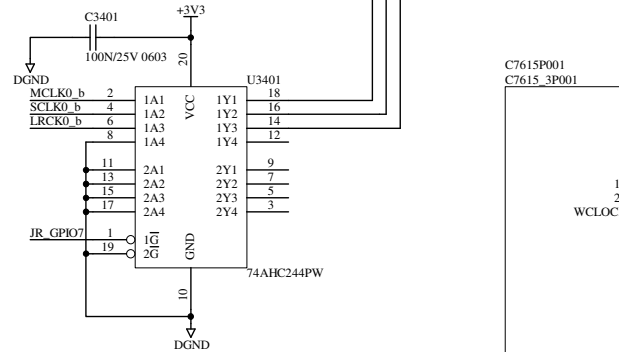 C3401
+3V3
100N/25V 0603
20
DGND
U3401
C7615P001
C7615_3P001
MCLK0_b 2 1A1 VCC 1Y1 18
SCLK0_b 4 1A2 1Y2 16
LRCK0_b 6 1A3 1Y3 14
8 1A4 1Y4 12
11 2A1 2Y1 9
13 2A2 2Y2 7
15 2A3 2Y3 5
17 2A4 2Y4 3
1
2
WCLOC
JR_GPIO7 1 1G GND
19 2G
74AHC244PW
10
DGND